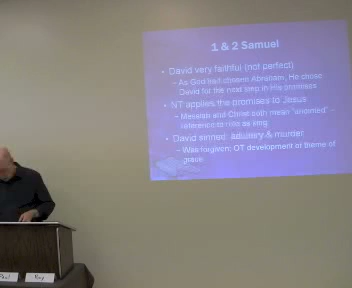 1 & 2 Samuel
• David very faithful (not perfect)
– As God had chosen Abraham, He chose
David for the next step in His promises
• NT applies the promises to Jesus
– Messiah and Christ both mean "anointed" –
reference to role as king
• David sinned: adultery & murder
– Was forgiven; OT development of theme of
grace
Paul
Ray